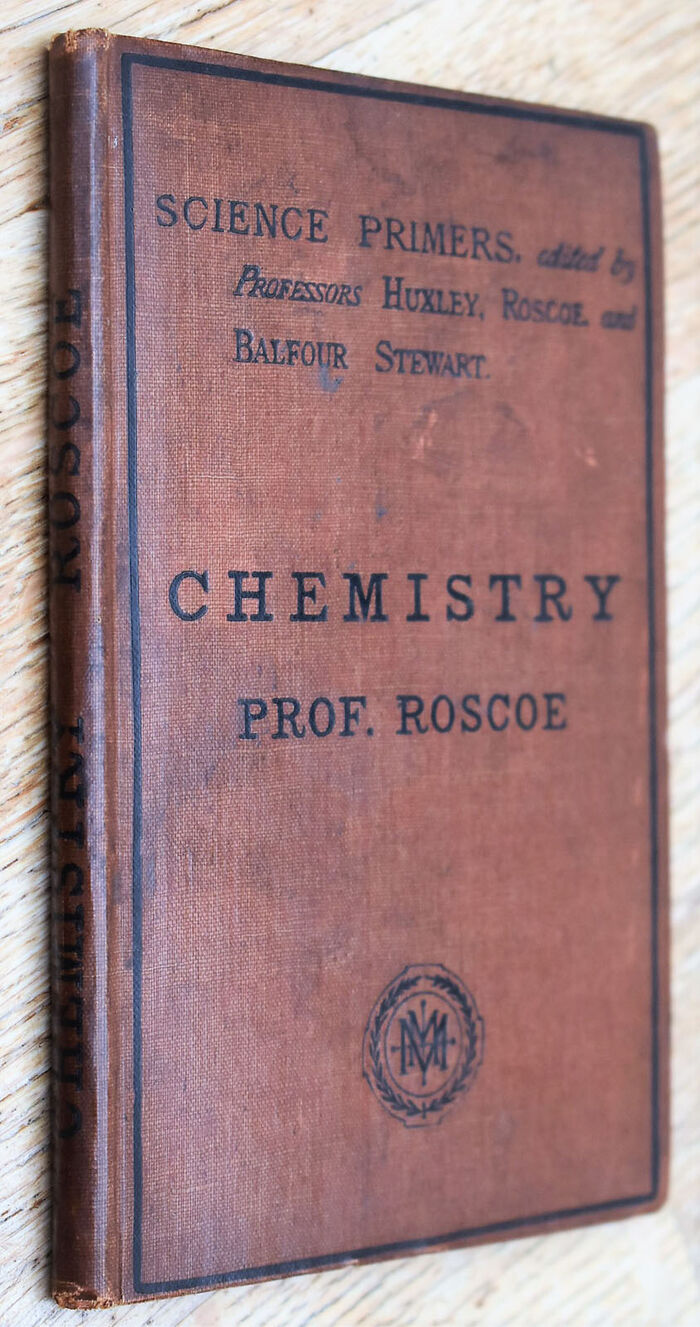 SCIENCE PRIMERS, edited by
PROFESSORS HUXLEY, ROSCOE and
BALFOUR STEWART.
CHEMISTRY
PROF. ROSCOE
CHEMISTRY ROSCOE